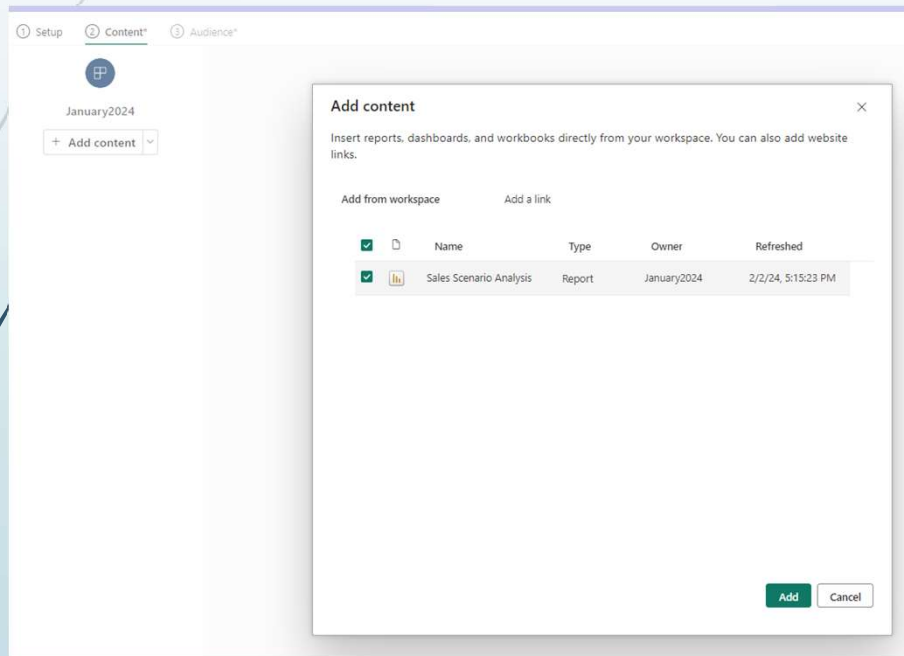 1 Setup 2 Content* 3 Audience*
January2024
+ Add content
Add content
Insert reports, dashboards, and workbooks directly from your workspace. You can also add website
links.
Add from workspace Add a link
Name Type Owner Refreshed
Sales Scenario Analysis Report January2024 2/2/24, 5:15:23 PM
Add Cancel